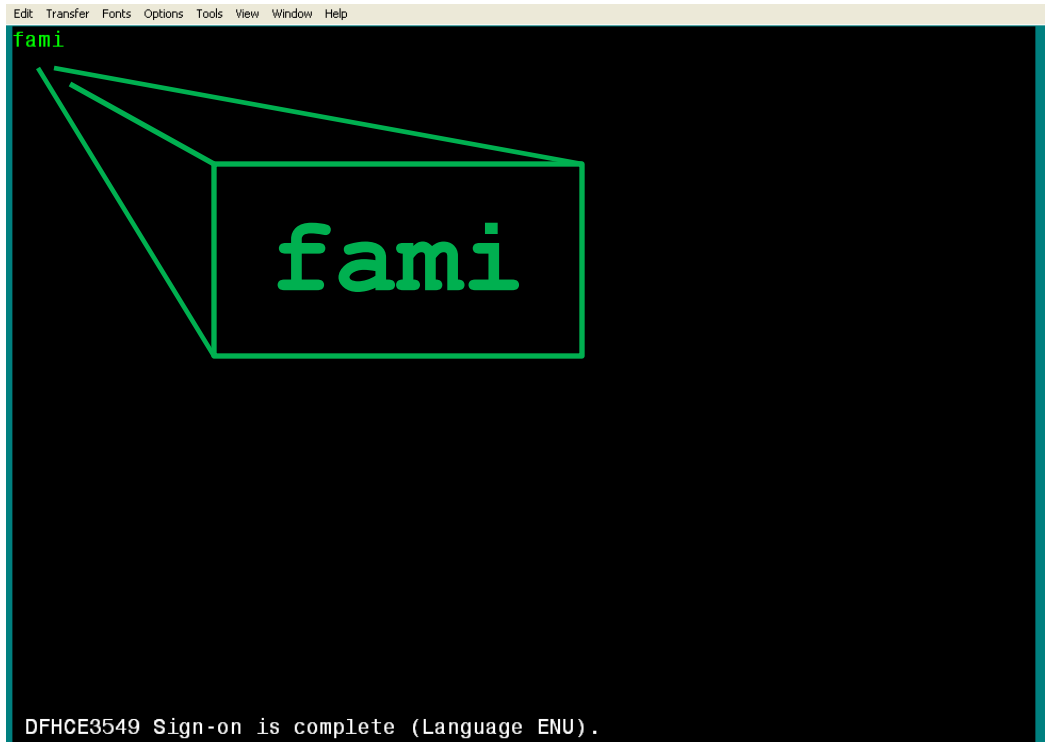 Edit Transfer Fonts Options Tools View Window Help
fami
fami
DFHCE3549 Sign-on is complete (Language ENU).